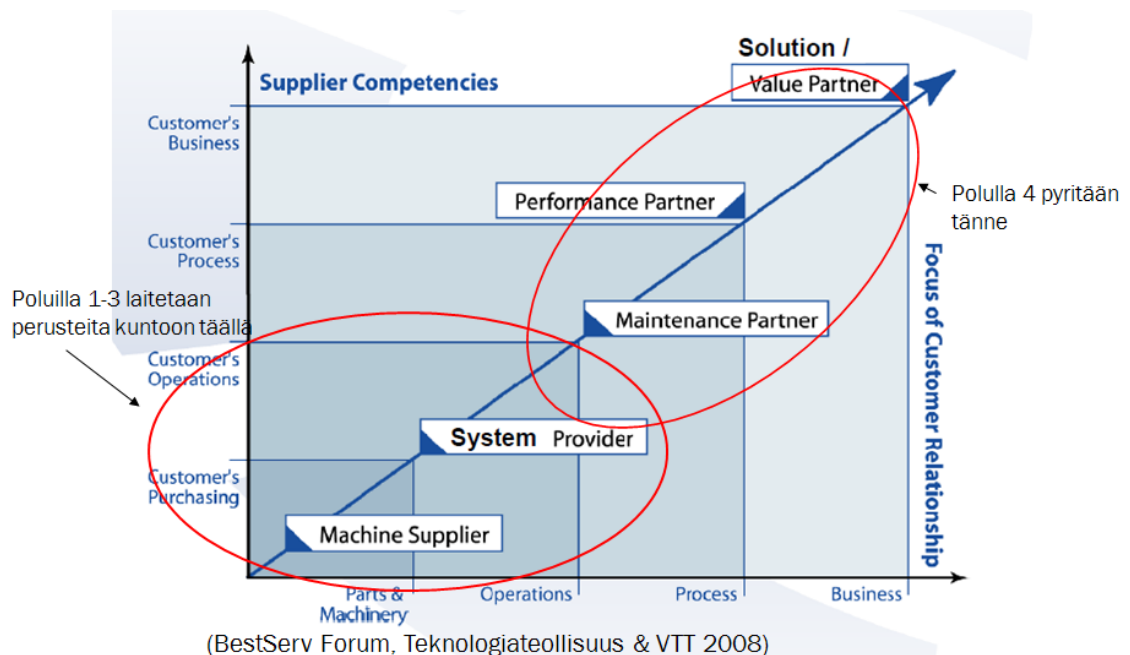 Solution /
Value Partner
Supplier Competencies
Customer's
Business
Performance Partner
Polulla 4 pyritään
tänne
Customer's
Process
Focus of Customer Relationship
Poluilla 1-3 laitetaan
perusteita kuntoon täällä
Maintenance Partner
Customer's
Operations
System Provider
Customer's
Purchasing
Machine Supplier
Parts &
Machinery
Operations
Process
Business
(BestServ Forum, Teknologiateollisuus & VTT 2008)